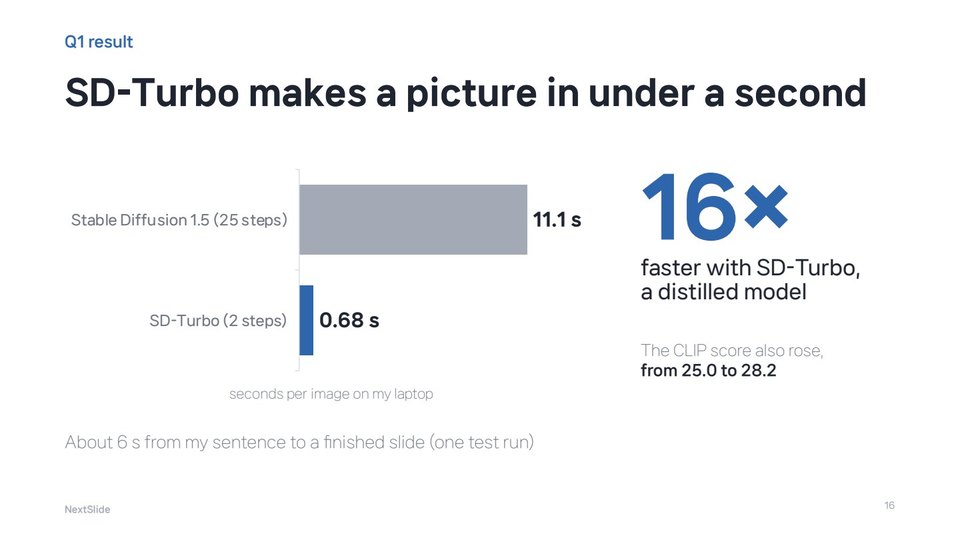 Q1 result
SD-Turbo makes a picture in under a second
Stable Diffusion 1.5 (25 steps)
11.1 s
SD-Turbo (2 steps)
0.68 s
seconds per image on my laptop
16×
faster with SD-Turbo,
a distilled model
The CLIP score also rose,
from 25.0 to 28.2
About 6 s from my sentence to a finished slide (one test run)
NextSlide
16